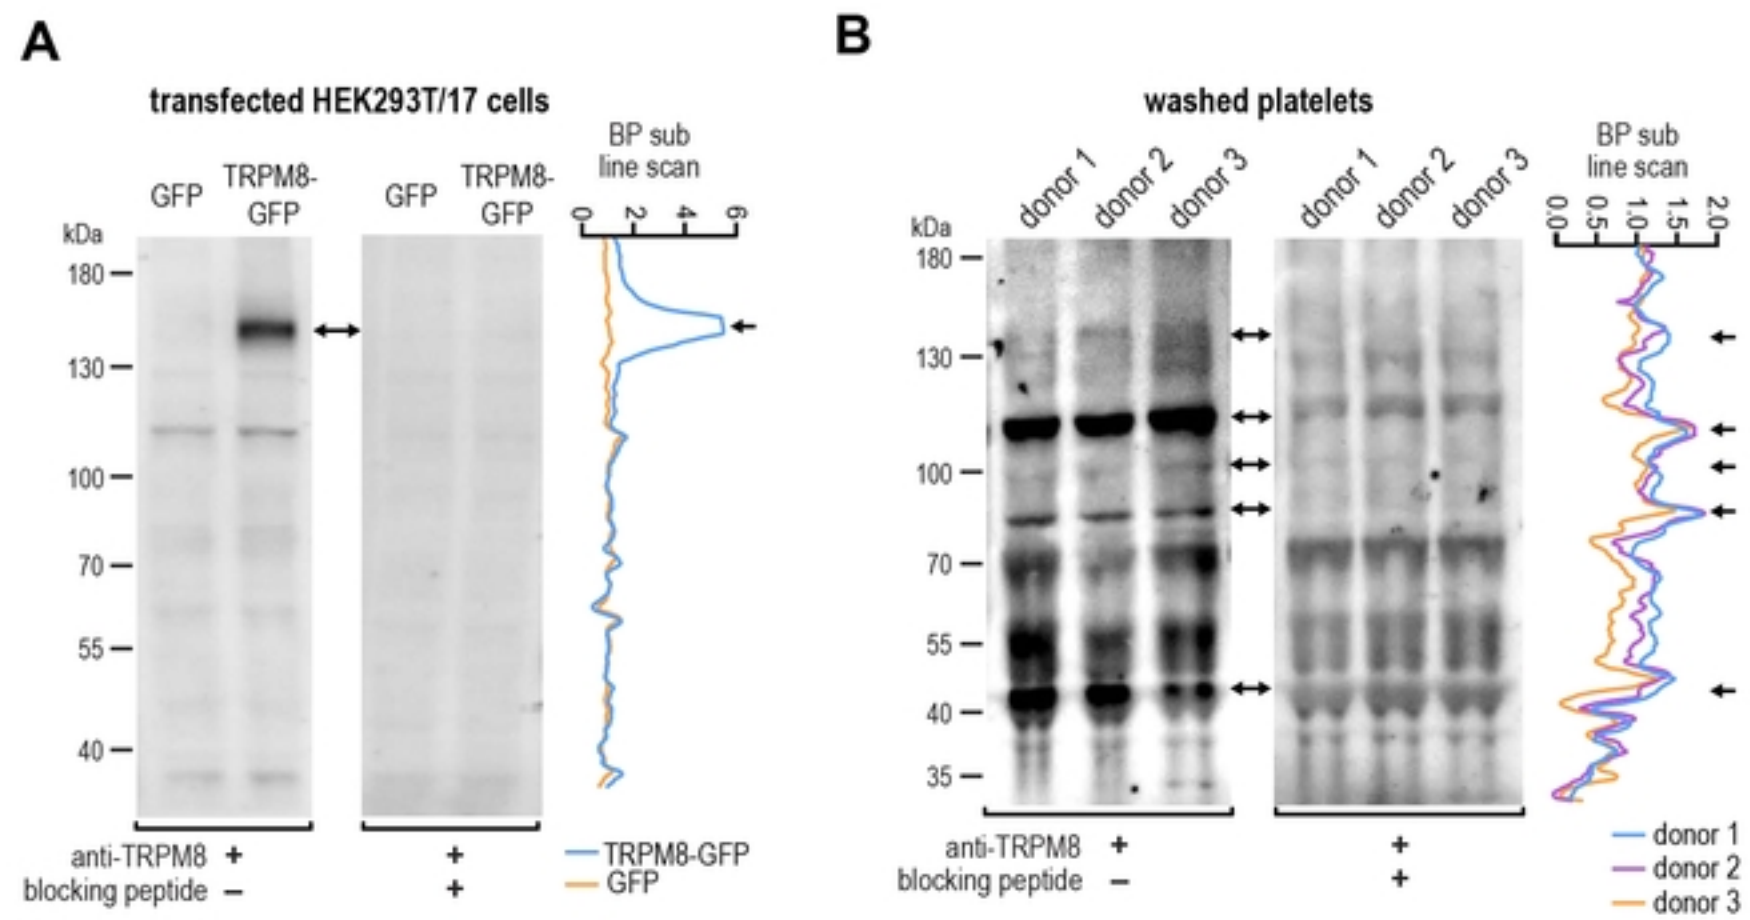 A
transfected HEK293T/17 cells
BP sub
line scan
GFP
TRPM8-
GFP
GFP
TRPM8-
GFP
0 2 4 6
kDa
180
130
100
70
55
40
anti-TRPM8 + +
blocking peptide – +
TRPM8-GFP
GFP
B
washed platelets
BP sub
line scan
donor 1
donor 2
donor 3
donor 1
donor 2
donor 3
0.0 0.5 1.0 1.5 2.0
kDa
180
130
100
70
55
40
35
anti-TRPM8 + +
blocking peptide – +
donor 1
donor 2
donor 3